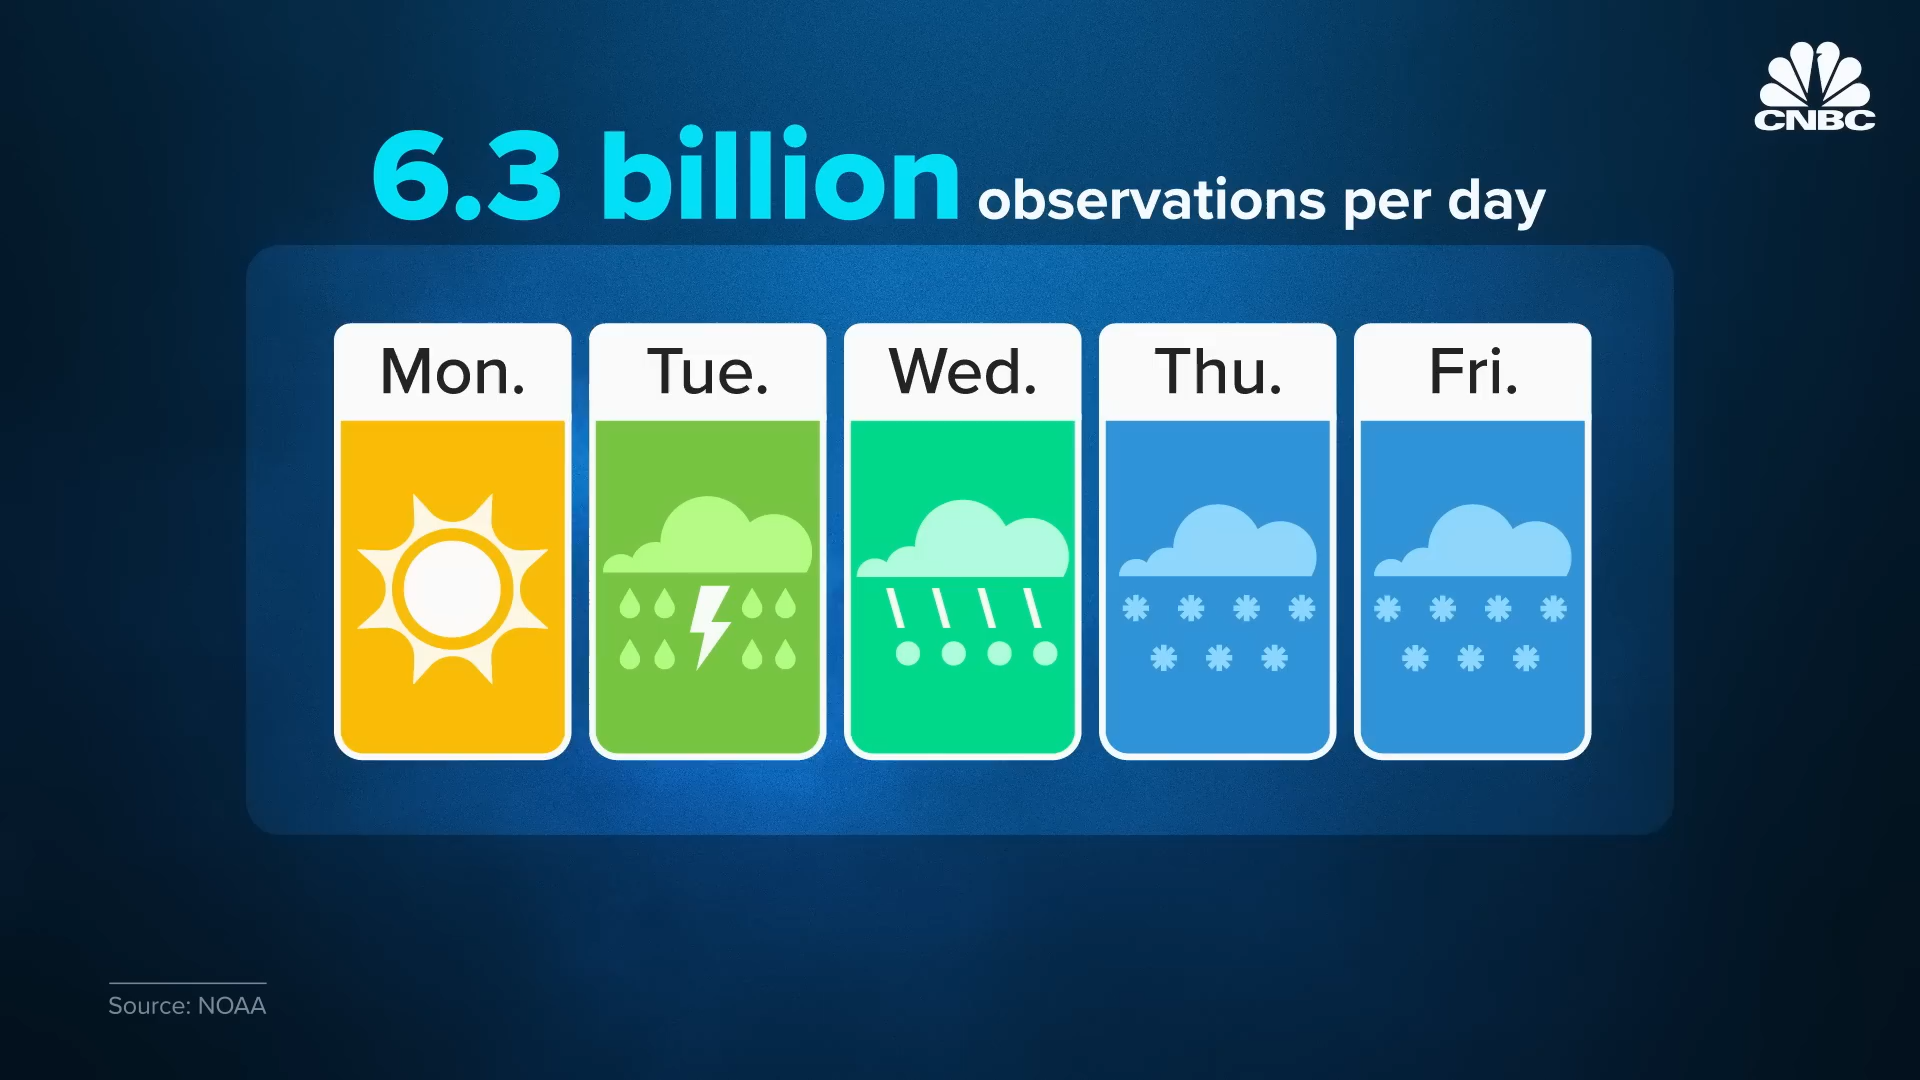 CNBC
6.3 billion observations per day
Mon. Tue. Wed. Thu. Fri.
Source: NOAA